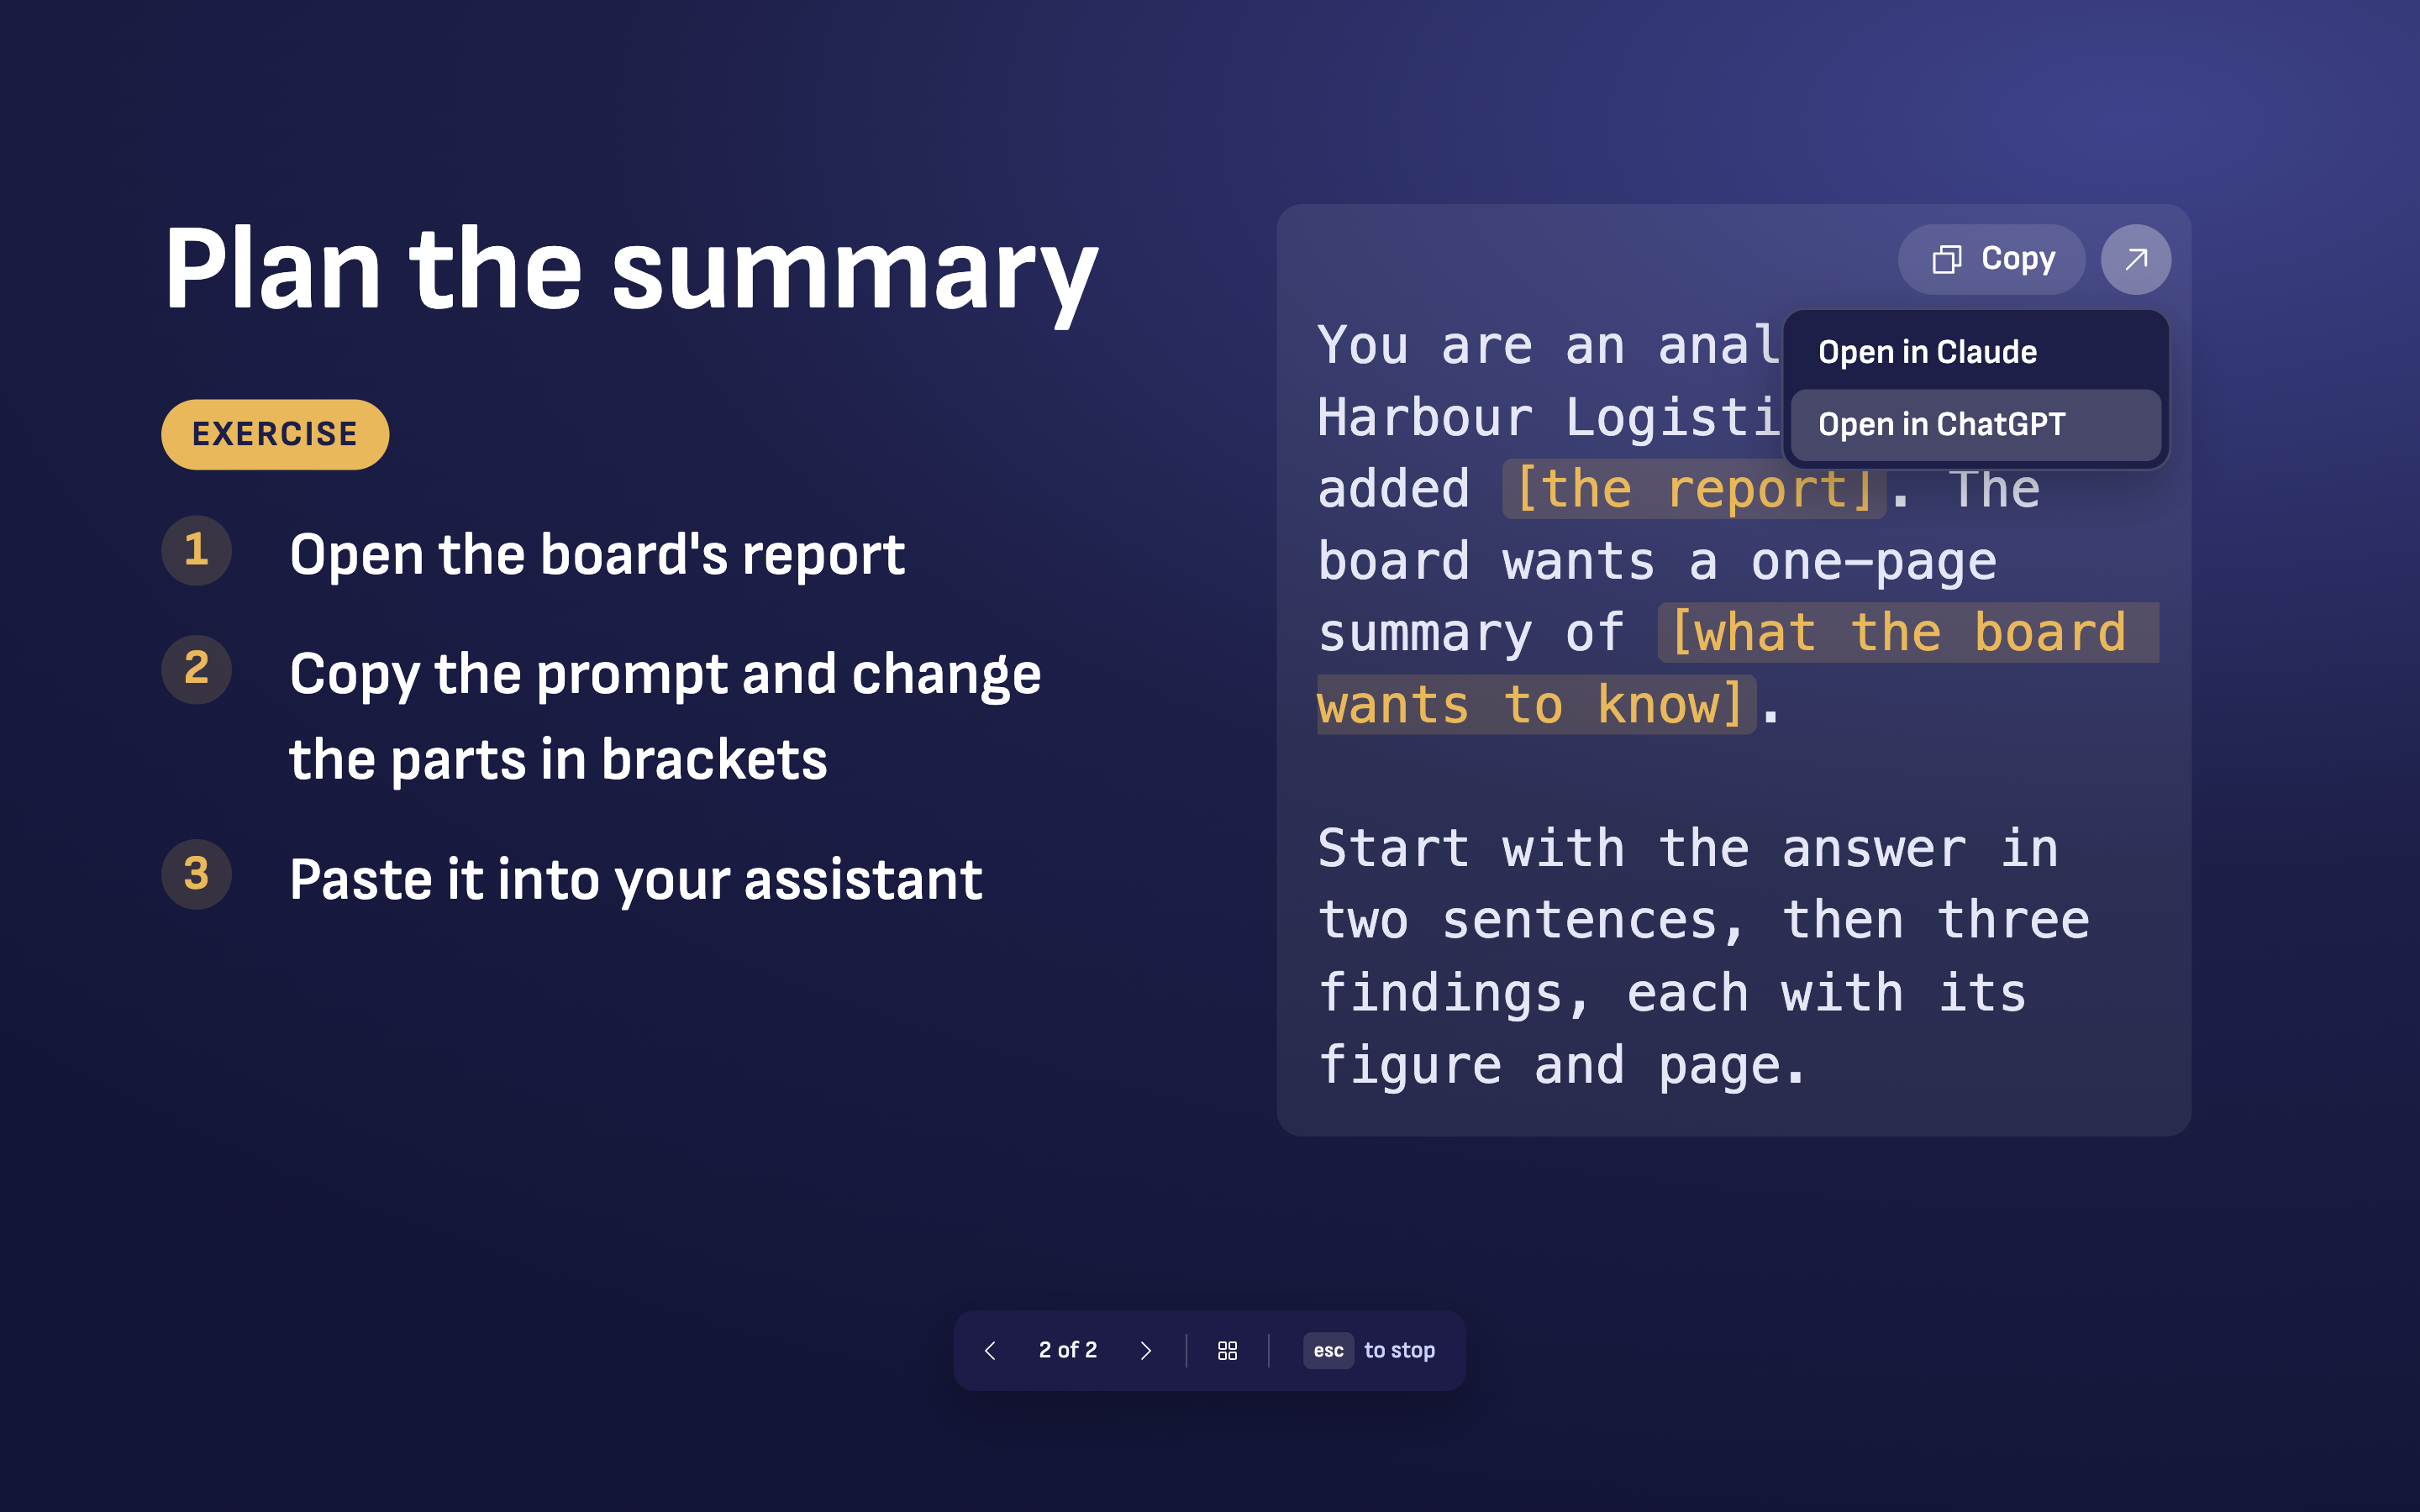 Plan the summary
EXERCISE
1 Open the board's report
2 Copy the prompt and change
the parts in brackets
3 Paste it into your assistant
Copy
Open in Claude
Open in ChatGPT
You are an
Harbour
added [the report]. The
board wants a one-page
summary of [what the board
wants to know].
Start with the answer in
two sentences, then three
findings, each with its
figure and page.
2 of 2
esc to stop